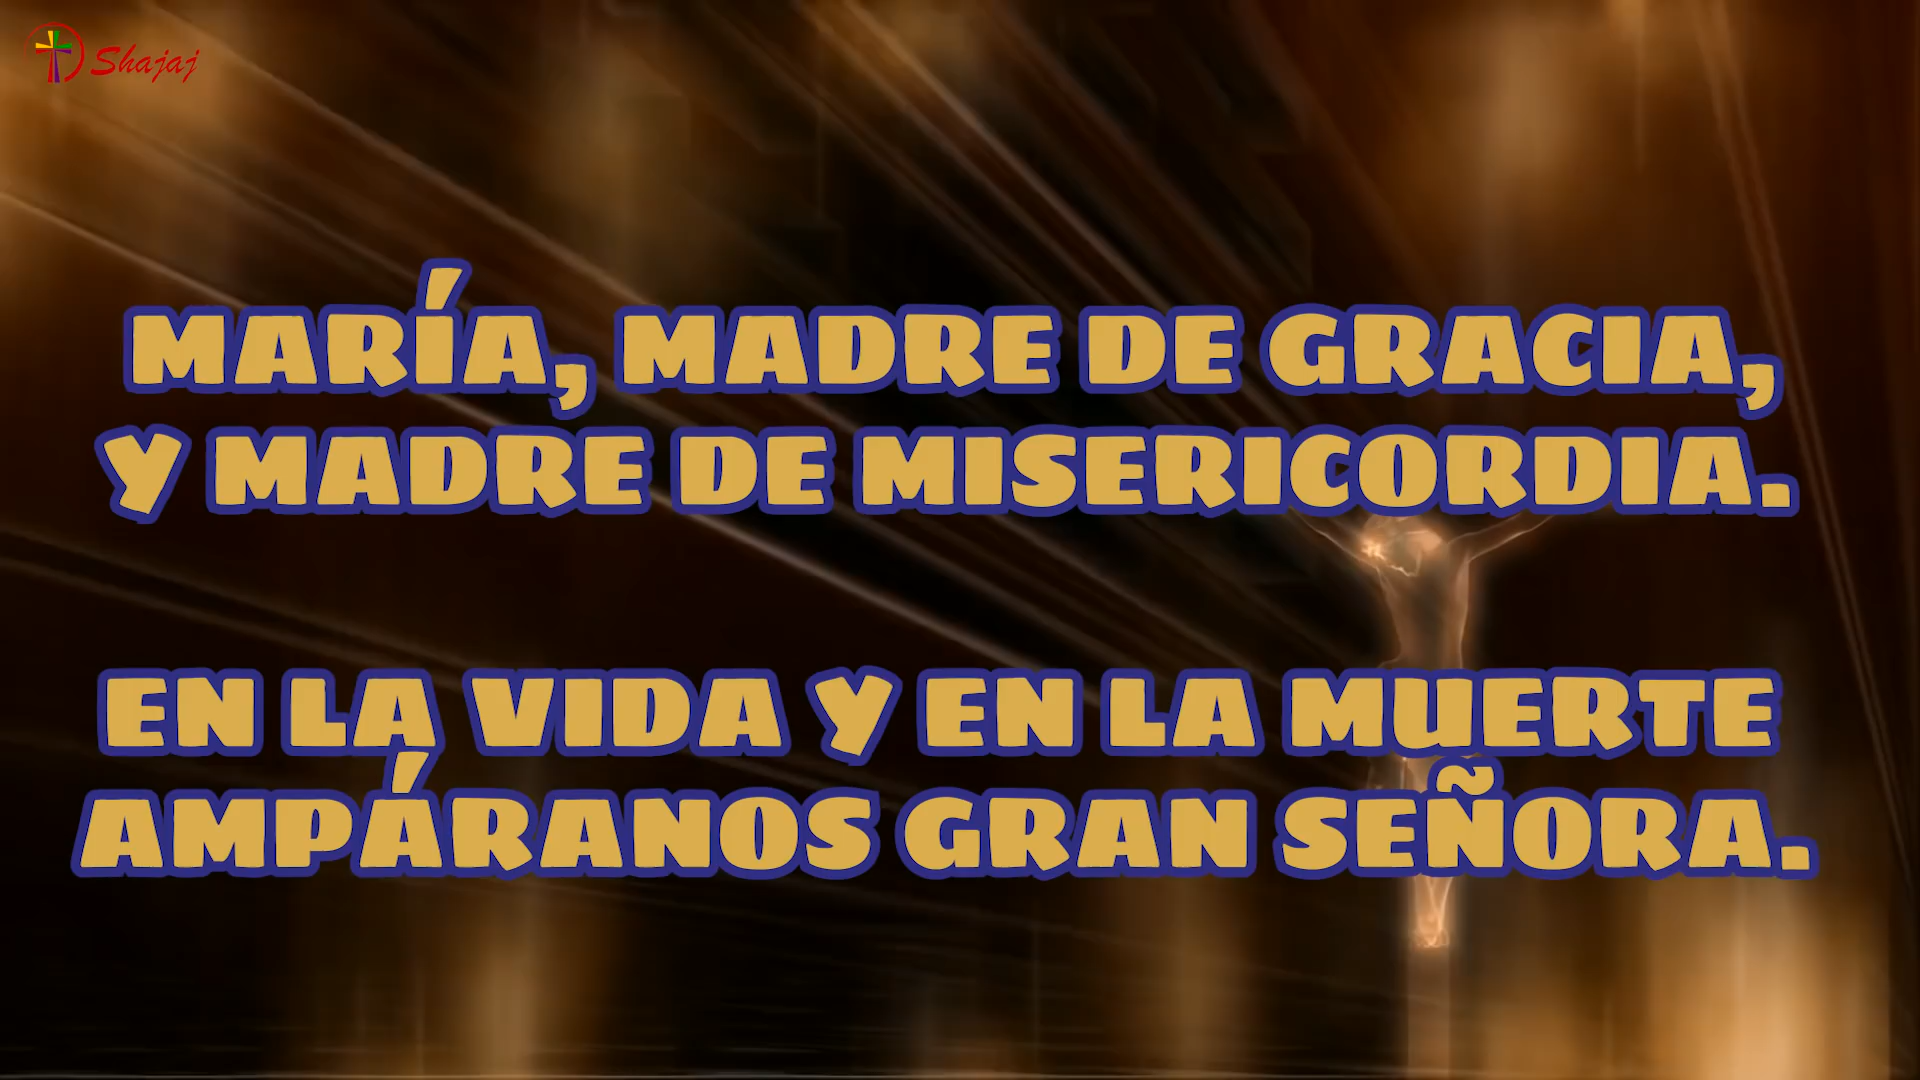 Shajaj
MARÍA, MADRE DE GRACIA,
Y MADRE DE MISERICORDIA.
EN LA VIDA Y EN LA MUERTE
AMPÁRANOS GRAN SEÑORA.